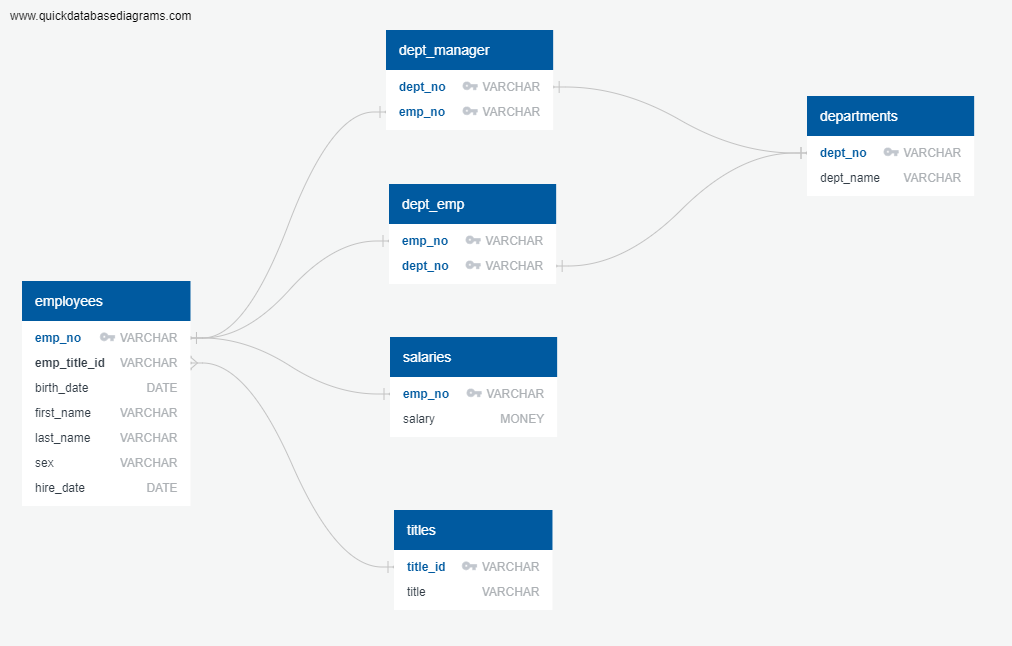 www.quickdatabasediagrams.com
dept_manager
dept_no VARCHAR
emp_no VARCHAR
departments
dept_no VARCHAR
dept_name VARCHAR
dept_emp
emp_no VARCHAR
dept_no VARCHAR
employees
emp_no VARCHAR
emp_title_id VARCHAR
birth_date DATE
first_name VARCHAR
last_name VARCHAR
sex VARCHAR
hire_date DATE
salaries
emp_no VARCHAR
salary MONEY
titles
title_id VARCHAR
title VARCHAR